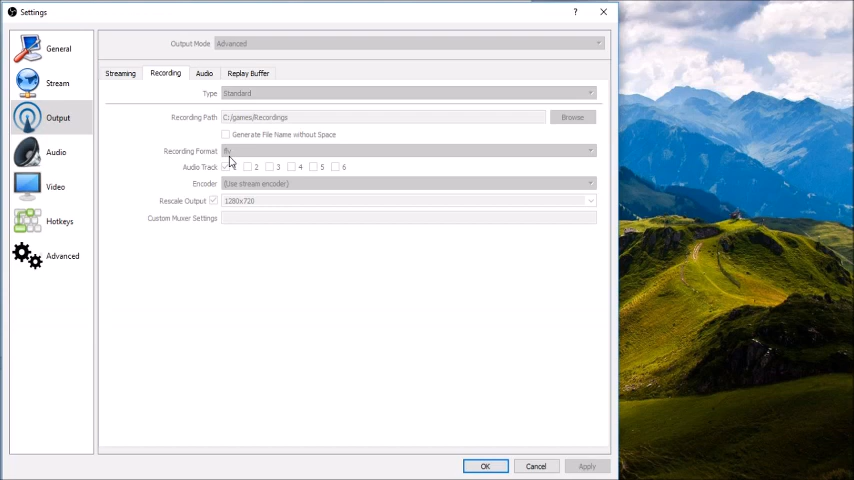 Settings
?
General
Stream
Output
Audio
Video
Hotkeys
Advanced
Output Mode Advanced
Streaming Recording Audio Replay Buffer
Type Standard
Recording Path C:/games/Recordings Browse
Generate File Name without Space
Recording Format flv
Audio Track 1 2 3 4 5 6
Encoder (Use stream encoder)
Rescale Output 1280x720
Custom Muxer Settings
OK Cancel Apply